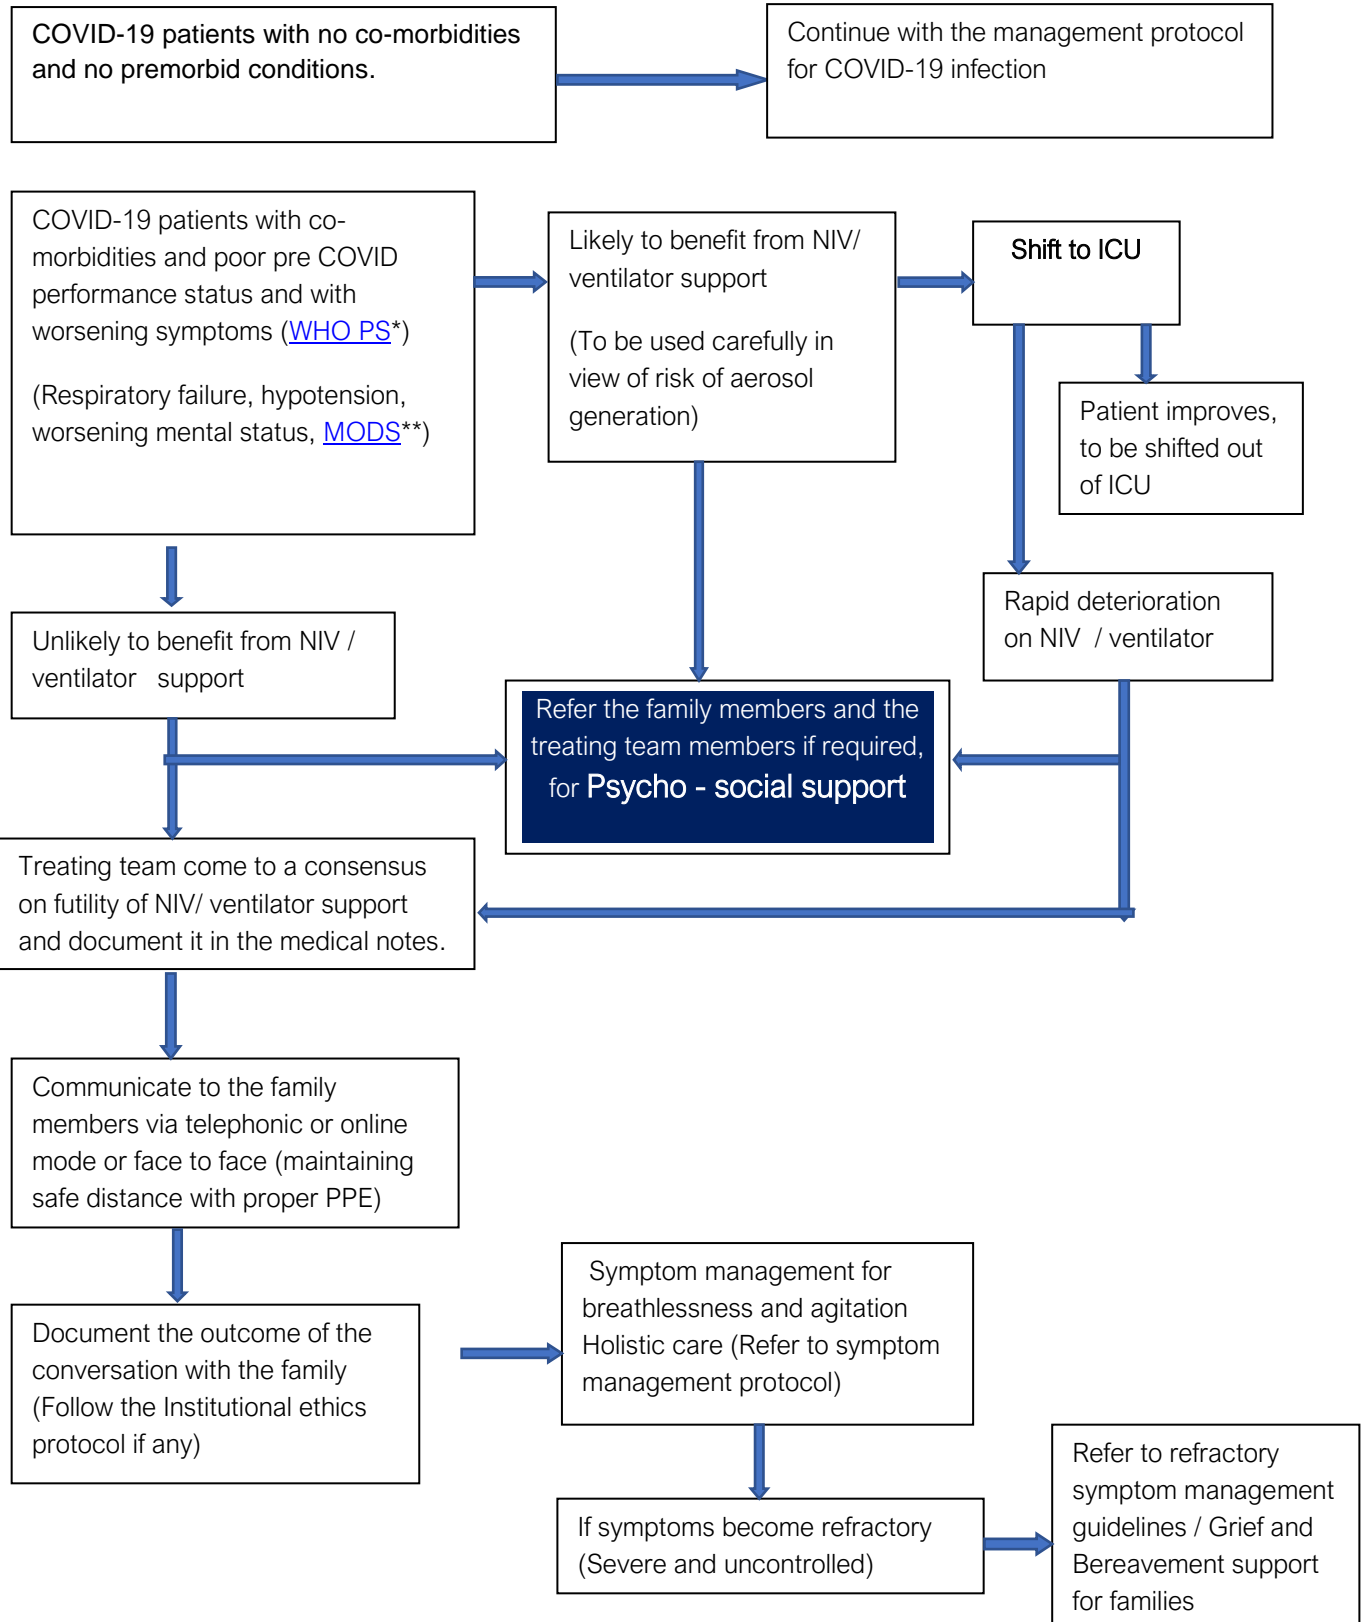 COVID-19 patients with no co-morbidities
and no premorbid conditions.
Continue with the management protocol
for COVID-19 infection
COVID-19 patients with co-
morbidities and poor pre COVID
performance status and with
worsening symptoms (WHO PS*)
(Respiratory failure, hypotension,
worsening mental status, MODS**)
Likely to benefit from NIV/
ventilator support
(To be used carefully in
view of risk of aerosol
generation)
Shift to ICU
Patient improves,
to be shifted out
of ICU
Rapid deterioration
on NIV / ventilator
Unlikely to benefit from NIV /
ventilator support
Refer the family members and the
treating team members if required,
for Psycho - social support
Treating team come to a consensus
on futility of NIV/ ventilator support
and document it in the medical notes.
Communicate to the family
members via telephonic or online
mode or face to face (maintaining
safe distance with proper PPE)
Document the outcome of the
conversation with the family
(Follow the Institutional ethics
protocol if any)
Symptom management for
breathlessness and agitation
Holistic care (Refer to symptom
management protocol)
If symptoms become refractory
(Severe and uncontrolled)
Refer to refractory
symptom management
guidelines / Grief and
Bereavement support
for families